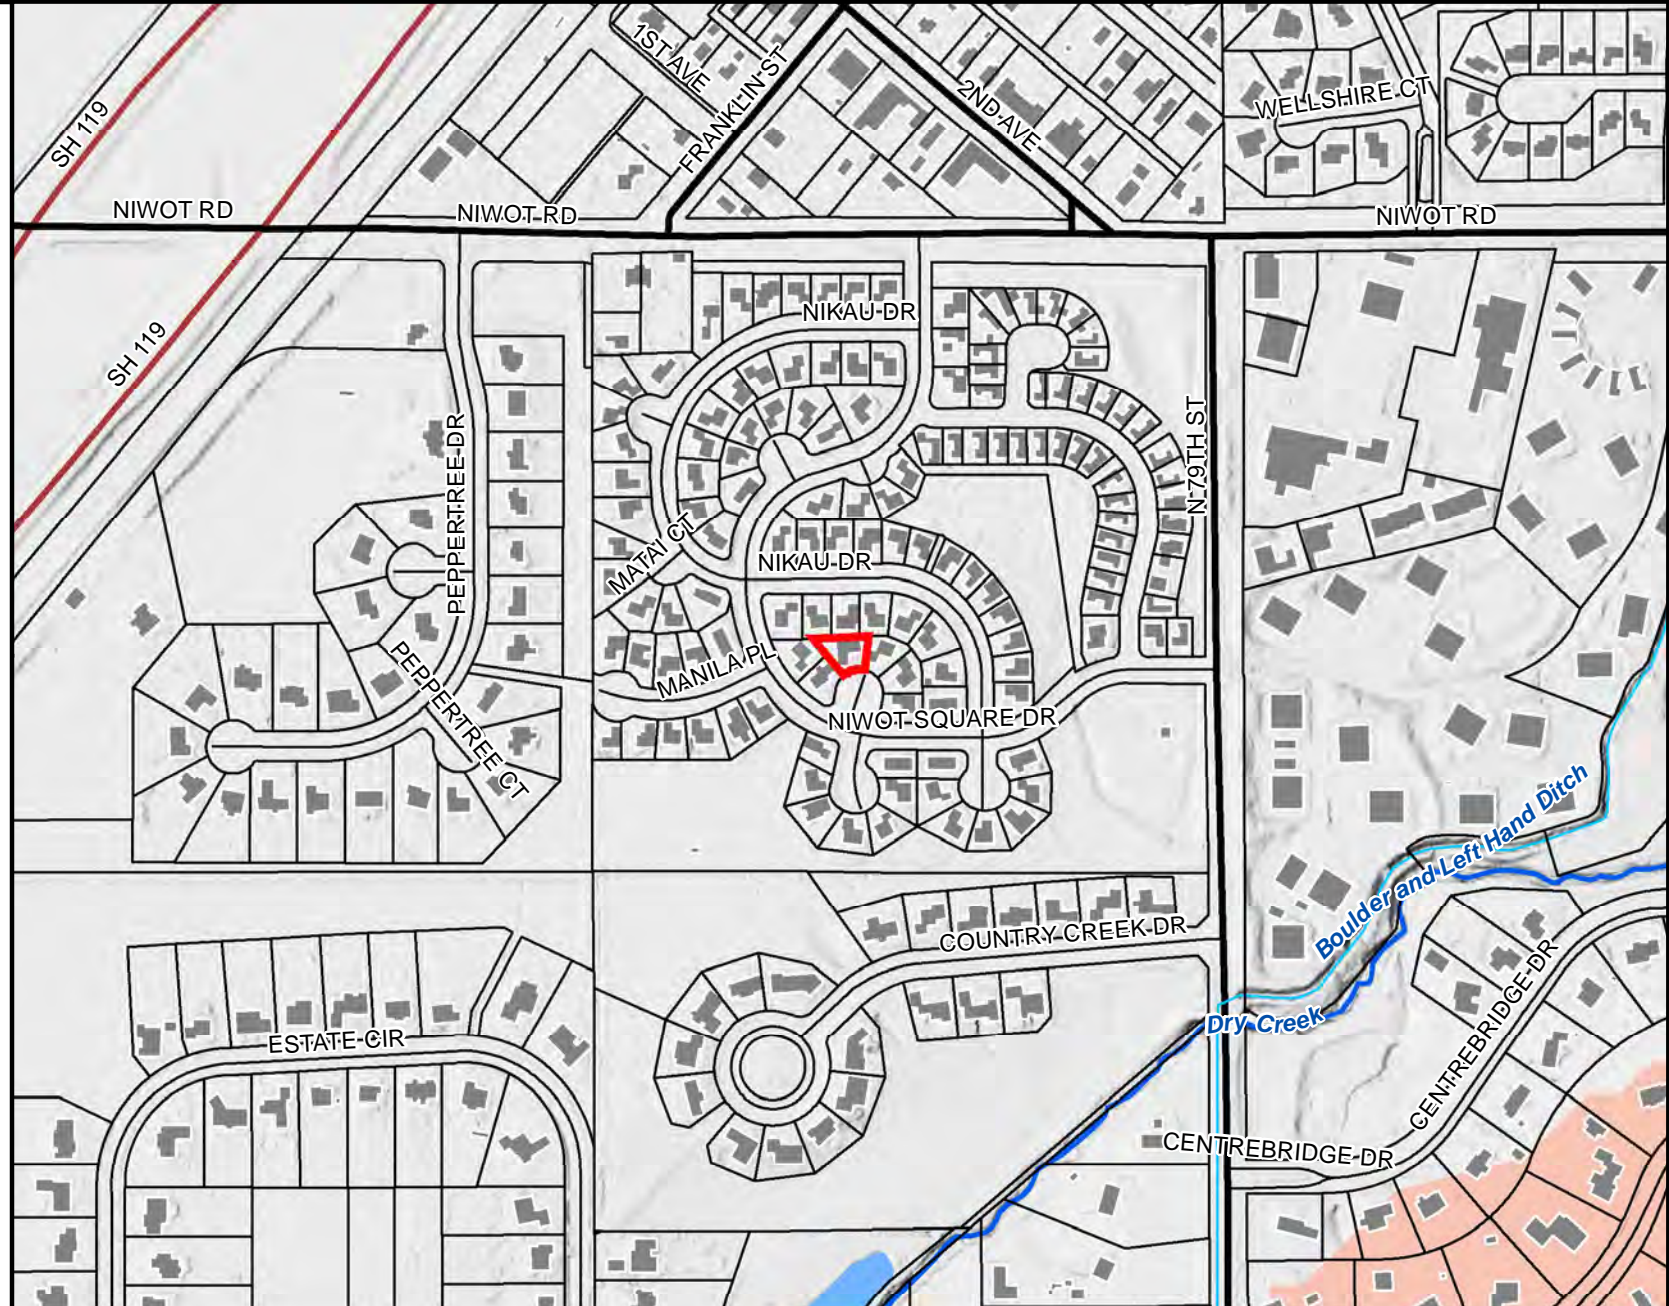 1ST AVE
FRANKLIN ST
2ND AVE
WELLSHIRE CT
SH 119
NIWOT RD
NIWOT RD
NIWOT RD
NIKAU DR
SH 119
PEPPERTREE DR
N 79TH ST
MATAI CT
NIKAU DR
MANILA PL
PEPPERTREE CT
NIWOT SQUARE DR
Boulder and Left Hand Ditch
COUNTRY CREEK DR
CENTREBRIDGE DR
Dry Creek
ESTATE CIR
CENTREBRIDGE DR